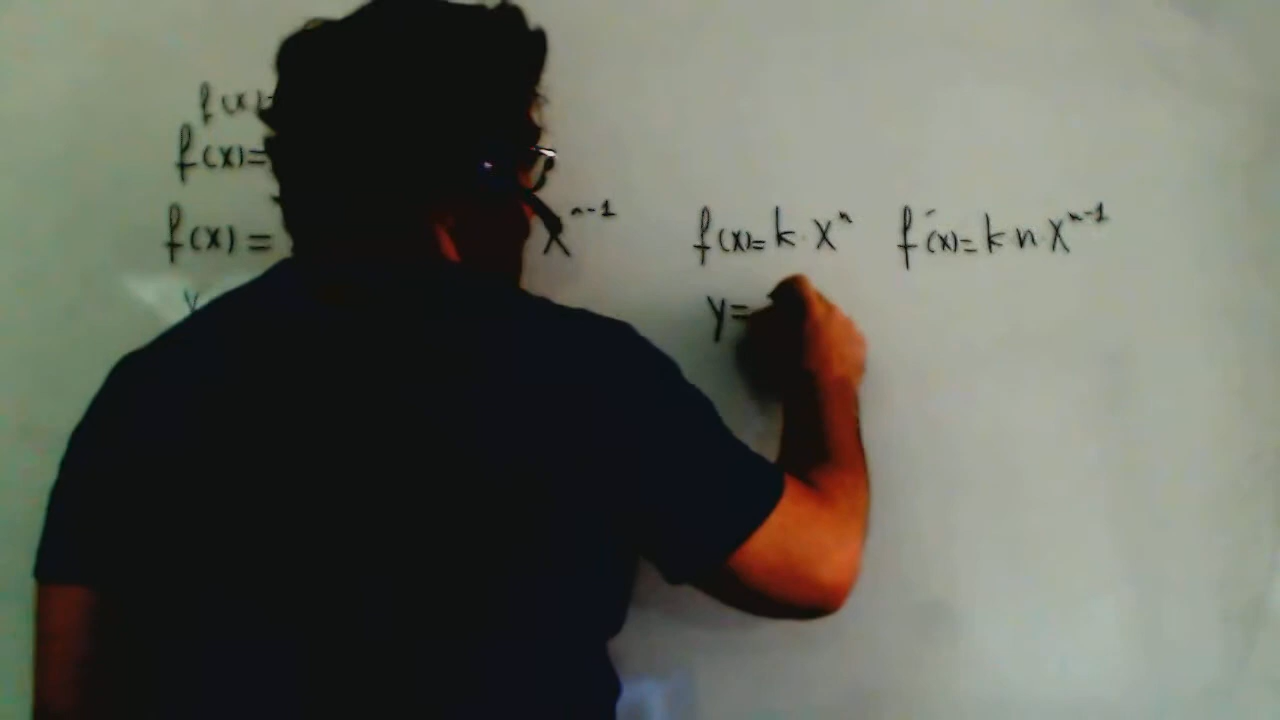 f(x)=
f(x)=
f(x)= x^{n-1} f(x)=k·x^n f´(x)=k n·x^{n-1}
y=